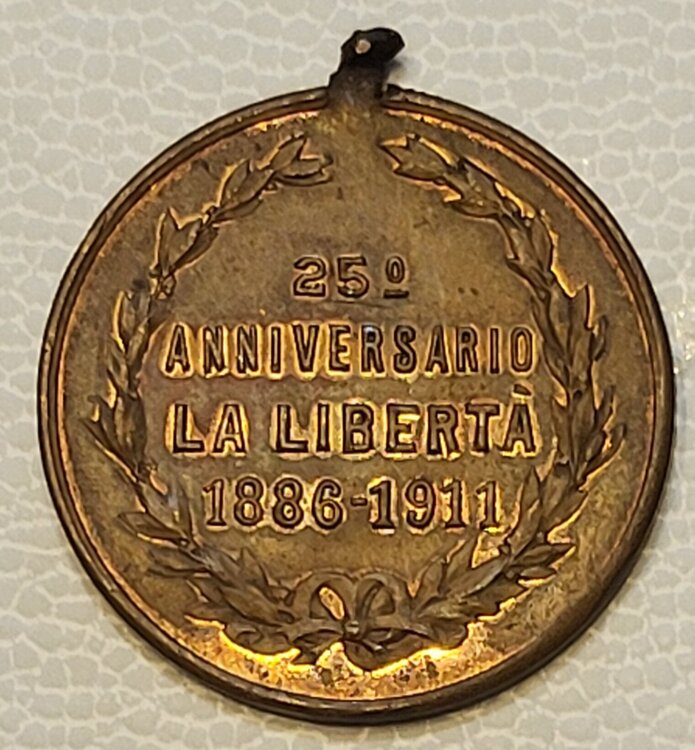 25º
ANNIVERSARIO
LA LIBERTÀ
1886-1911